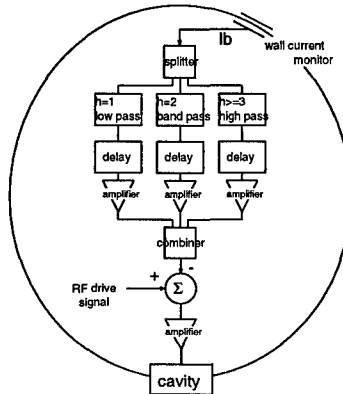 Ib
wall current
monitor
splitter
h=1
low pass
h=2
band pass
h>=3
high pass
delay
delay
delay
amplifier
amplifier
amplifier
combiner
+
-
RF drive
signal
Σ
amplifier
cavity